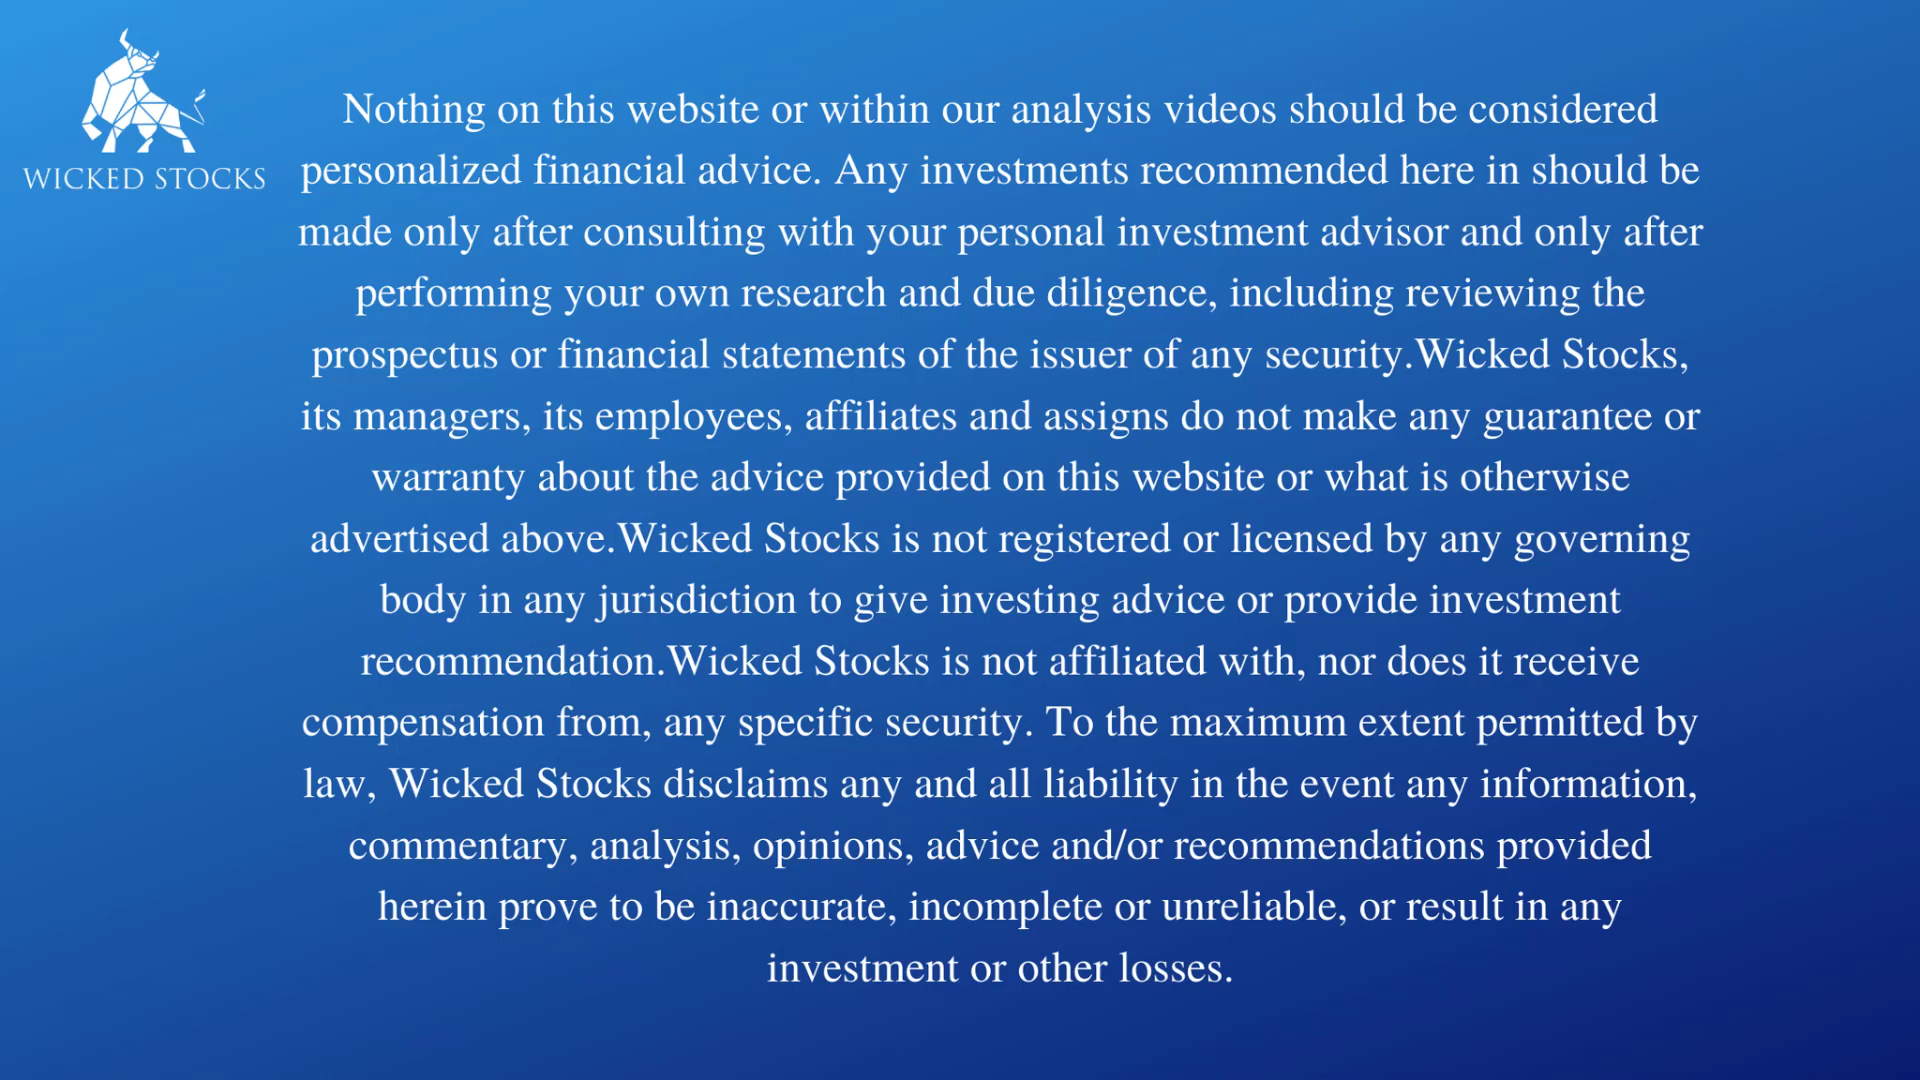 WICKED STOCKS
Nothing on this website or within our analysis videos should be considered
personalized financial advice. Any investments recommended here in should be
made only after consulting with your personal investment advisor and only after
performing your own research and due diligence, including reviewing the
prospectus or financial statements of the issuer of any security.Wicked Stocks,
its managers, its employees, affiliates and assigns do not make any guarantee or
warranty about the advice provided on this website or what is otherwise
advertised above.Wicked Stocks is not registered or licensed by any governing
body in any jurisdiction to give investing advice or provide investment
recommendation.Wicked Stocks is not affiliated with, nor does it receive
compensation from, any specific security. To the maximum extent permitted by
law, Wicked Stocks disclaims any and all liability in the event any information,
commentary, analysis, opinions, advice and/or recommendations provided
herein prove to be inaccurate, incomplete or unreliable, or result in any
investment or other losses.